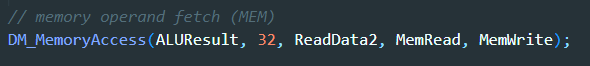 // memory operand fetch (MEM)
DM_MemoryAccess(ALUResult, 32, ReadData2, MemRead, MemWrite);